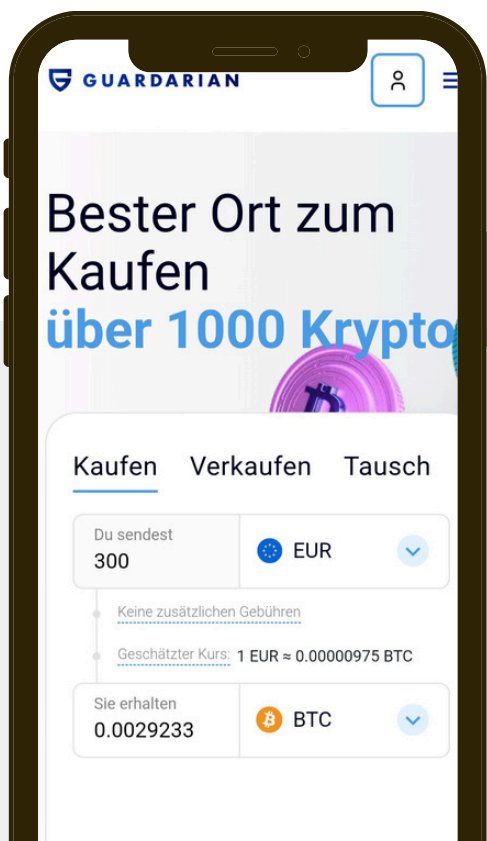 GUARDARIAN
Bester Ort zum
Kaufen
über 1000 Krypto
Kaufen Verkaufen Tausch
Du sendest
300
EUR
Keine zusätzlichen Gebühren
Geschätzter Kurs: 1 EUR ≈ 0.00000975 BTC
Sie erhalten
0.0029233
BTC